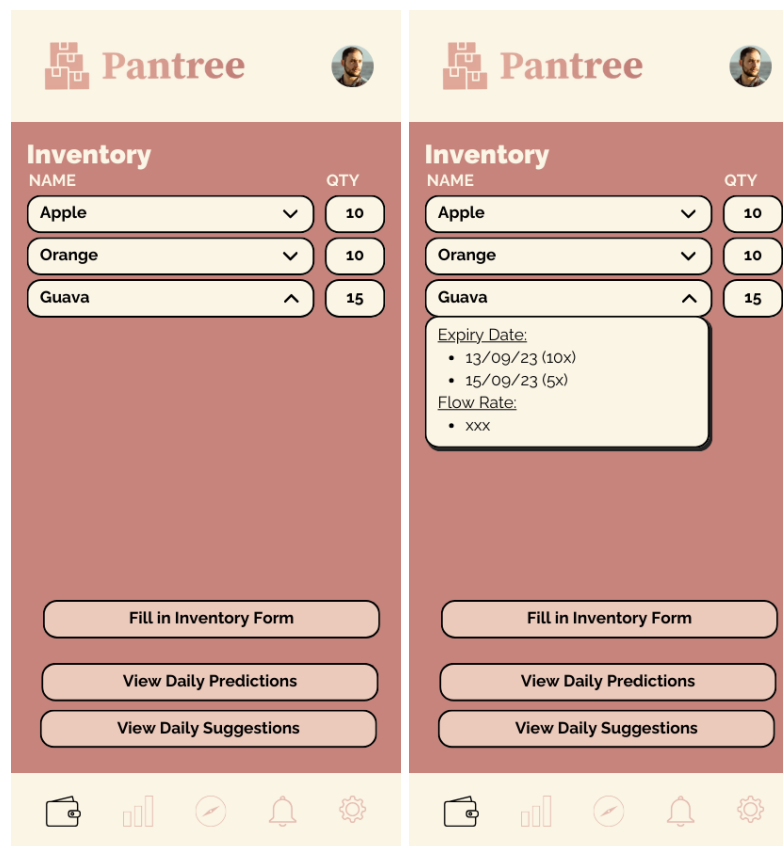 Pantree
Inventory
NAME QTY
Apple 10
Orange 10
Guava 15
Fill in Inventory Form
View Daily Predictions
View Daily Suggestions
Pantree
Inventory
NAME QTY
Apple 10
Orange 10
Guava 15
Expiry Date:
• 13/09/23 (10x)
• 15/09/23 (5x)
Flow Rate:
• xxx
Fill in Inventory Form
View Daily Predictions
View Daily Suggestions